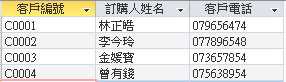 客戶編號 訂購人姓名 客戶電話
C0001 林正皓 079656474
C0002 李今玲 077896548
C0003 金媛寶 073657854
C0004 曾有錢 075638954